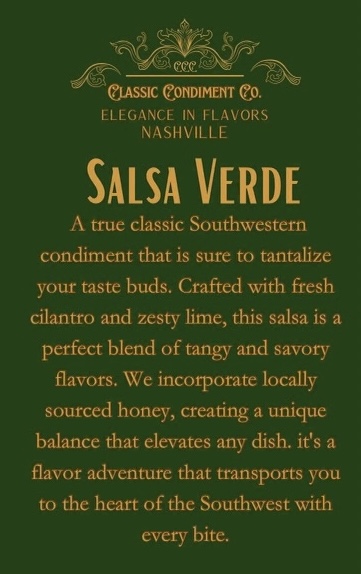 CCC
Classic Condiment Co.
ELEGANCE IN FLAVORS
NASHVILLE
SALSA VERDE
A true classic Southwestern
condiment that is sure to tantalize
your taste buds. Crafted with fresh
cilantro and zesty lime, this salsa is a
perfect blend of tangy and savory
flavors. We incorporate locally
sourced honey, creating a unique
balance that elevates any dish. it's a
flavor adventure that transports you
to the heart of the Southwest with
every bite.